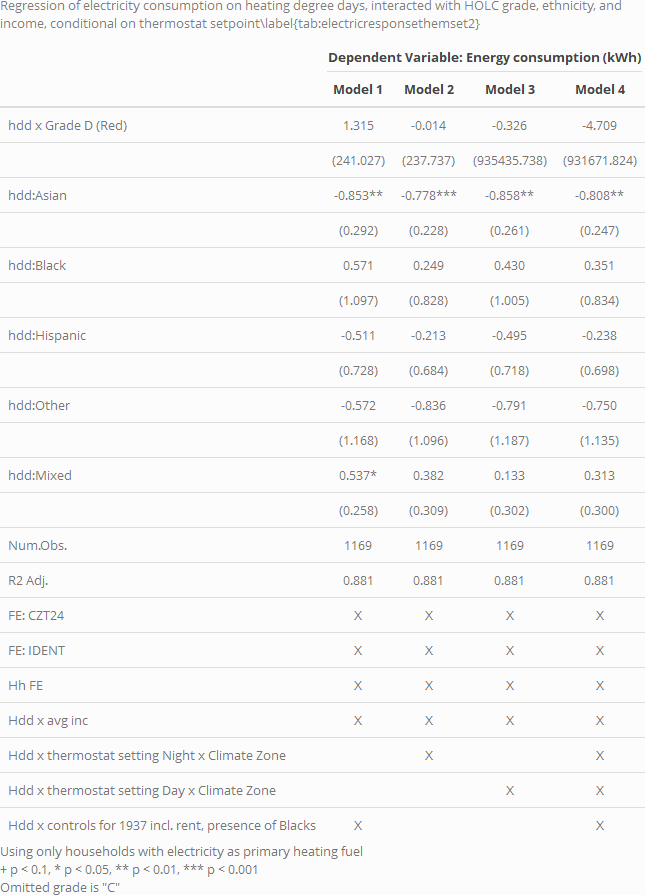 Regression of electricity consumption on heating degree days, interacted with HOLC grade, ethnicity, and
income, conditional on thermostat setpoint\label{tab:electricresponsethemset2}
Dependent Variable: Energy consumption (kWh)
Model 1 Model 2 Model 3 Model 4
hdd x Grade D (Red) 1.315 -0.014 -0.326 -4.709
(241.027) (237.737) (935435.738) (931671.824)
hdd:Asian -0.853** -0.778*** -0.858** -0.808**
(0.292) (0.228) (0.261) (0.247)
hdd:Black 0.571 0.249 0.430 0.351
(1.097) (0.828) (1.005) (0.834)
hdd:Hispanic -0.511 -0.213 -0.495 -0.238
(0.728) (0.684) (0.718) (0.698)
hdd:Other -0.572 -0.836 -0.791 -0.750
(1.168) (1.096) (1.187) (1.135)
hdd:Mixed 0.537* 0.382 0.133 0.313
(0.258) (0.309) (0.302) (0.300)
Num.Obs. 1169 1169 1169 1169
R2 Adj. 0.881 0.881 0.881 0.881
FE: CZT24 X X X X
FE: IDENT X X X X
Hh FE X X X X
Hdd x avg inc X X X X
Hdd x thermostat setting Night x Climate Zone X X
Hdd x thermostat setting Day x Climate Zone X X
Hdd x controls for 1937 incl. rent, presence of Blacks X X
Using only households with electricity as primary heating fuel
+ p < 0.1, * p < 0.05, ** p < 0.01, *** p < 0.001
Omitted grade is "C"